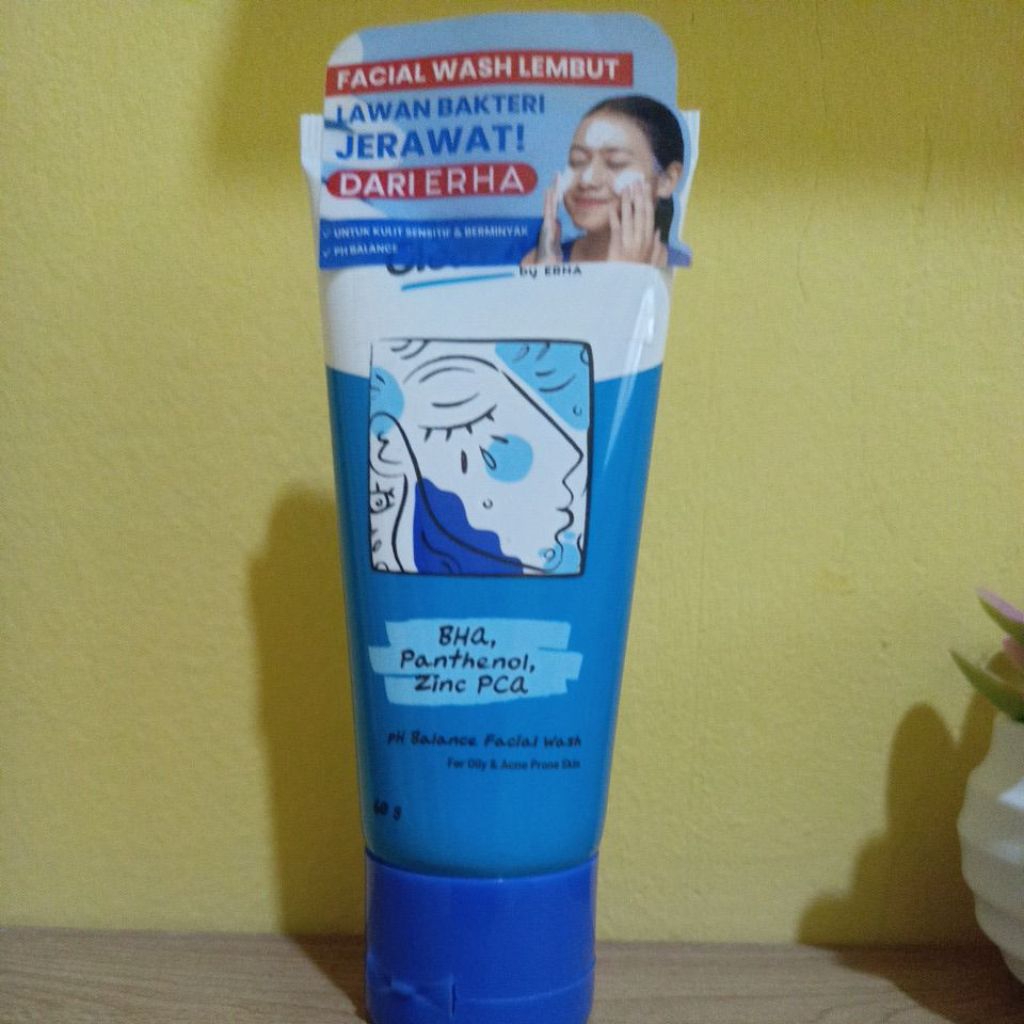 FACIAL WASH LEMBUT
LAWAN BAKTERI
JERAWAT!
DARI ERHA
✓ UNTUK KULIT SENSITIF & BERMINYAK
✓ PH BALANCE
by ERHA
BHA,
Panthenol,
Zinc PCA
pH Balance Facial Wash
For Oily & Acne Prone Skin
60 g